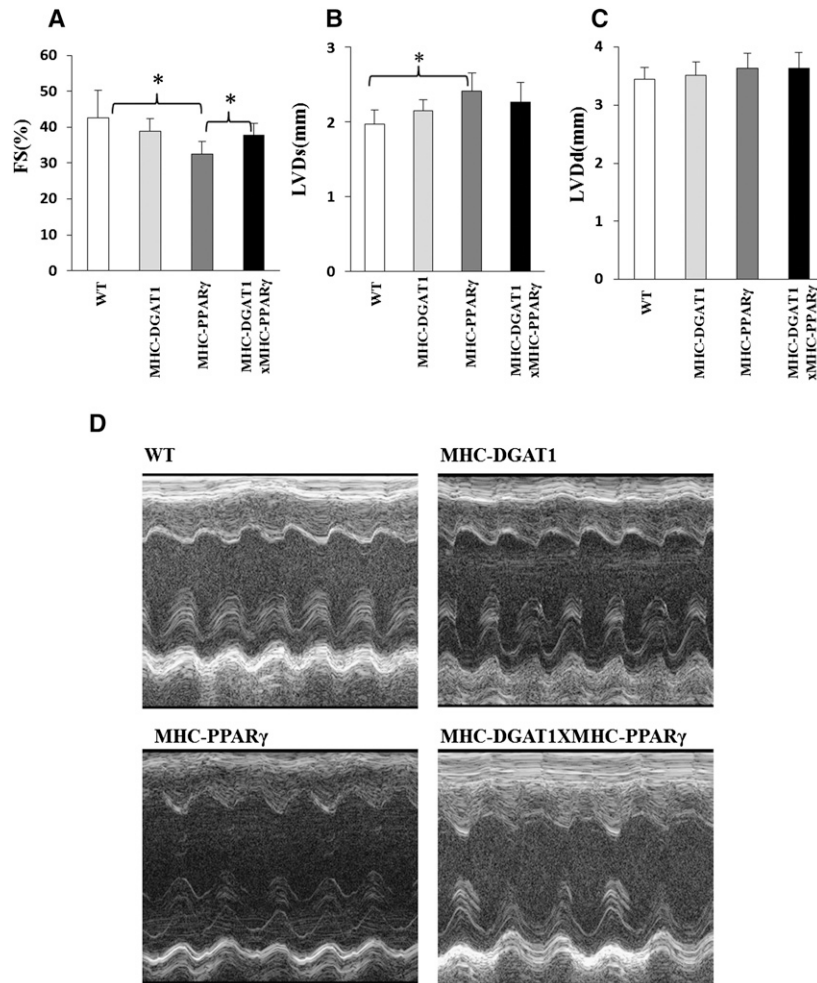 A
FS(%)
60
50
40
30
20
10
0
*
*
WT
MHC-DGAT1
MHC-PPARγ
MHC-DGAT1
xMHC-PPARγ
B
LVDs(mm)
3
2
1
0
*
WT
MHC-DGAT1
MHC-PPARγ
MHC-DGAT1
xMHC-PPARγ
C
LVDd(mm)
4
3
2
1
0
WT
MHC-DGAT1
MHC-PPARγ
MHC-DGAT1
xMHC-PPARγ
D
WT
MHC-DGAT1
MHC-PPARγ
MHC-DGAT1XMHC-PPARγ